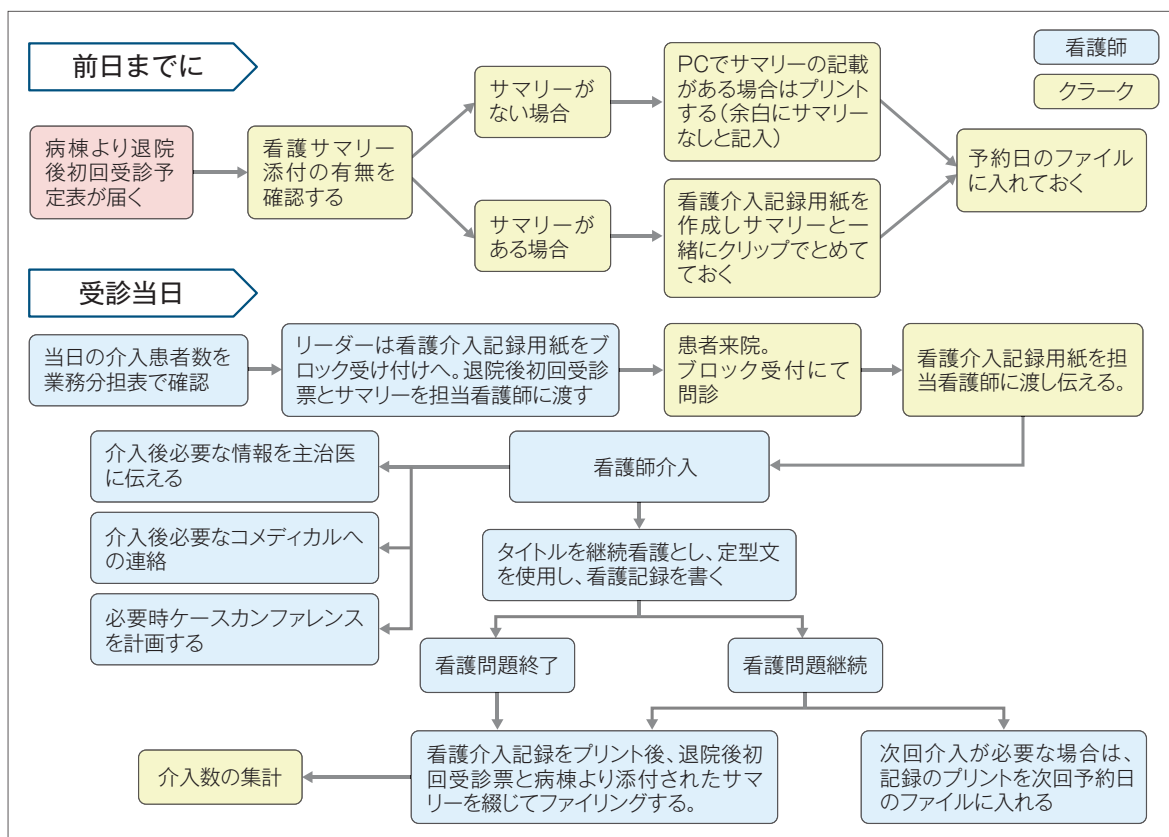 前日までに
看護師
クラーク
病棟より退院
後初回受診予
定表が届く
看護サマリー
添付の有無を
確認する
サマリーが
ない場合
PCでサマリーの記載
がある場合はプリント
する(余白にサマリー
なしと記入)
サマリーが
ある場合
看護介入記録用紙を
作成しサマリーと一
緒にクリップでとめて
ておく
予約日のファイル
に入れておく
受診当日
当日の介入患者数を
業務分担表で確認
リーダーは看護介入記録用紙をブ
ロック受け付けへ。退院後初回受診
票とサマリーを担当看護師に渡す
患者来院。
ブロック受付にて
問診
看護介入記録用紙を担
当看護師に渡し伝える。
看護師介入
介入後必要な情報を主治医
に伝える
介入後必要なコメディカルへ
の連絡
必要時ケースカンファレンス
を計画する
タイトルを継続看護とし、定型文
を使用し、看護記録を書く
看護問題終了
看護問題継続
介入数の集計
看護介入記録をプリント後、退院後初
回受診票と病棟より添付されたサマ
リーを綴じてファイリングする。
次回介入が必要な場合は、
記録のプリントを次回予約日
のファイルに入れる